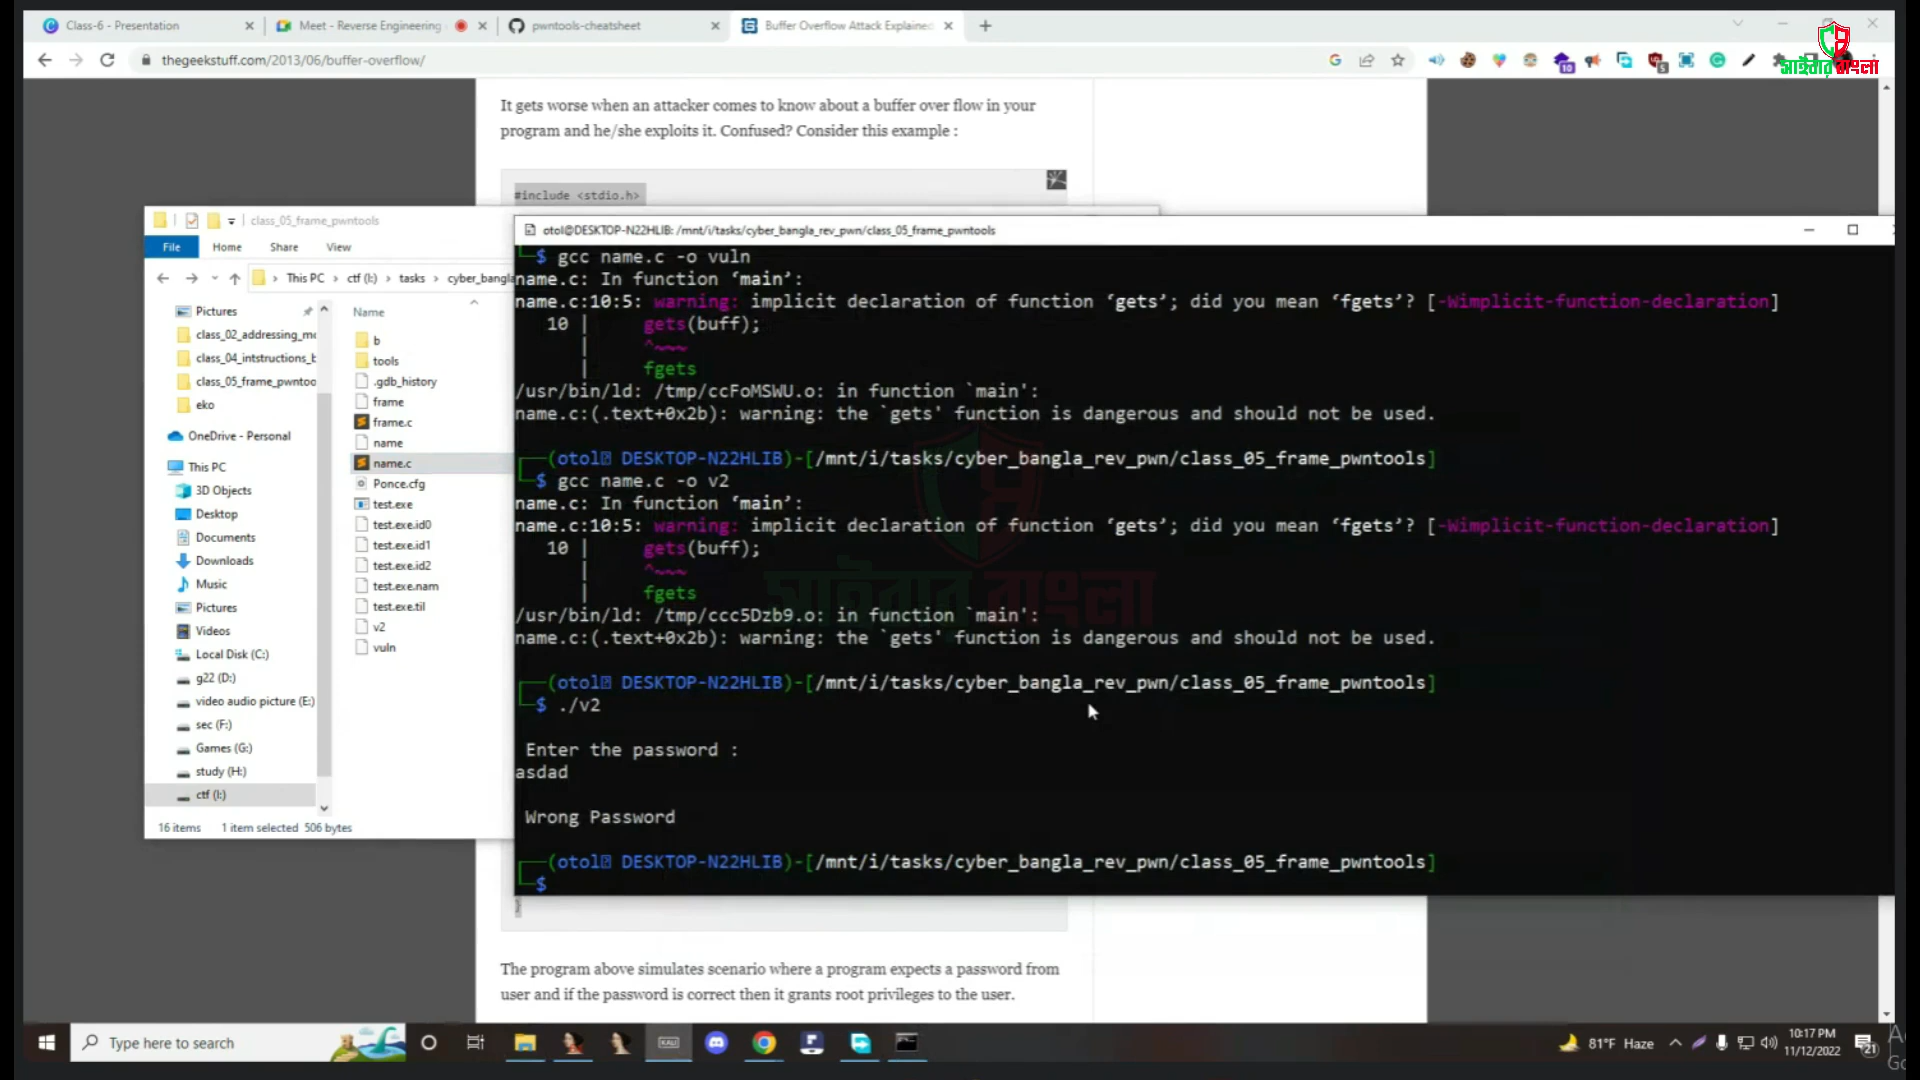 Class-6 - Presentation
Meet - Reverse Engineering
pwntools-cheatsheet
Buffer Overflow Attack Explained
thegeekstuff.com/2013/06/buffer-overflow/
সাইবার বাংলা
It gets worse when an attacker comes to know about a buffer over flow in your
program and he/she exploits it. Confused? Consider this example :
#include <stdio.h>
class_05_frame_pwntools
File Home Share View
This PC › ctf (I:) › tasks › cyber_bangla
Pictures
class_02_addressing_mo
class_04_intstructions_b
class_05_frame_pwntoo
eko
OneDrive - Personal
This PC
3D Objects
Desktop
Documents
Downloads
Music
Pictures
Videos
Local Disk (C:)
g22 (D:)
video audio picture (E:)
sec (F:)
Games (G:)
study (H:)
ctf (I:)
Name
b
tools
.gdb_history
frame
frame.c
name
name.c
Ponce.cfg
test.exe
test.exe.id0
test.exe.id1
test.exe.id2
test.exe.nam
test.exe.til
v2
vuln
16 items 1 item selected 506 bytes
otol@DESKTOP-N22HLIB: /mnt/i/tasks/cyber_bangla_rev_pwn/class_05_frame_pwntools
$ gcc name.c -o vuln
name.c: In function ‘main’:
name.c:10:5: warning: implicit declaration of function ‘gets’; did you mean ‘fgets’? [-Wimplicit-function-declaration]
10 | gets(buff);
| ^~~~
| fgets
/usr/bin/ld: /tmp/ccFoMSWU.o: in function `main':
name.c:(.text+0x2b): warning: the `gets' function is dangerous and should not be used.
(otol DESKTOP-N22HLIB)-[/mnt/i/tasks/cyber_bangla_rev_pwn/class_05_frame_pwntools]
$ gcc name.c -o v2
name.c: In function ‘main’:
name.c:10:5: warning: implicit declaration of function ‘gets’; did you mean ‘fgets’? [-Wimplicit-function-declaration]
10 | gets(buff);
| ^~~~
| fgets
/usr/bin/ld: /tmp/ccc5Dzb9.o: in function `main':
name.c:(.text+0x2b): warning: the `gets' function is dangerous and should not be used.
(otol DESKTOP-N22HLIB)-[/mnt/i/tasks/cyber_bangla_rev_pwn/class_05_frame_pwntools]
$ ./v2
Enter the password :
asdad
Wrong Password
(otol DESKTOP-N22HLIB)-[/mnt/i/tasks/cyber_bangla_rev_pwn/class_05_frame_pwntools]
$
সাইবার বাংলা
The program above simulates scenario where a program expects a password from
user and if the password is correct then it grants root privileges to the user.
Type here to search
81°F Haze
10:17 PM
11/12/2022
21